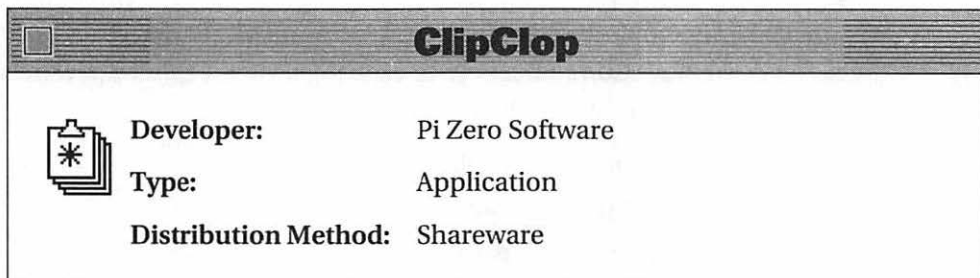 ClipClop
Developer: Pi Zero Software
Type: Application
Distribution Method: Shareware